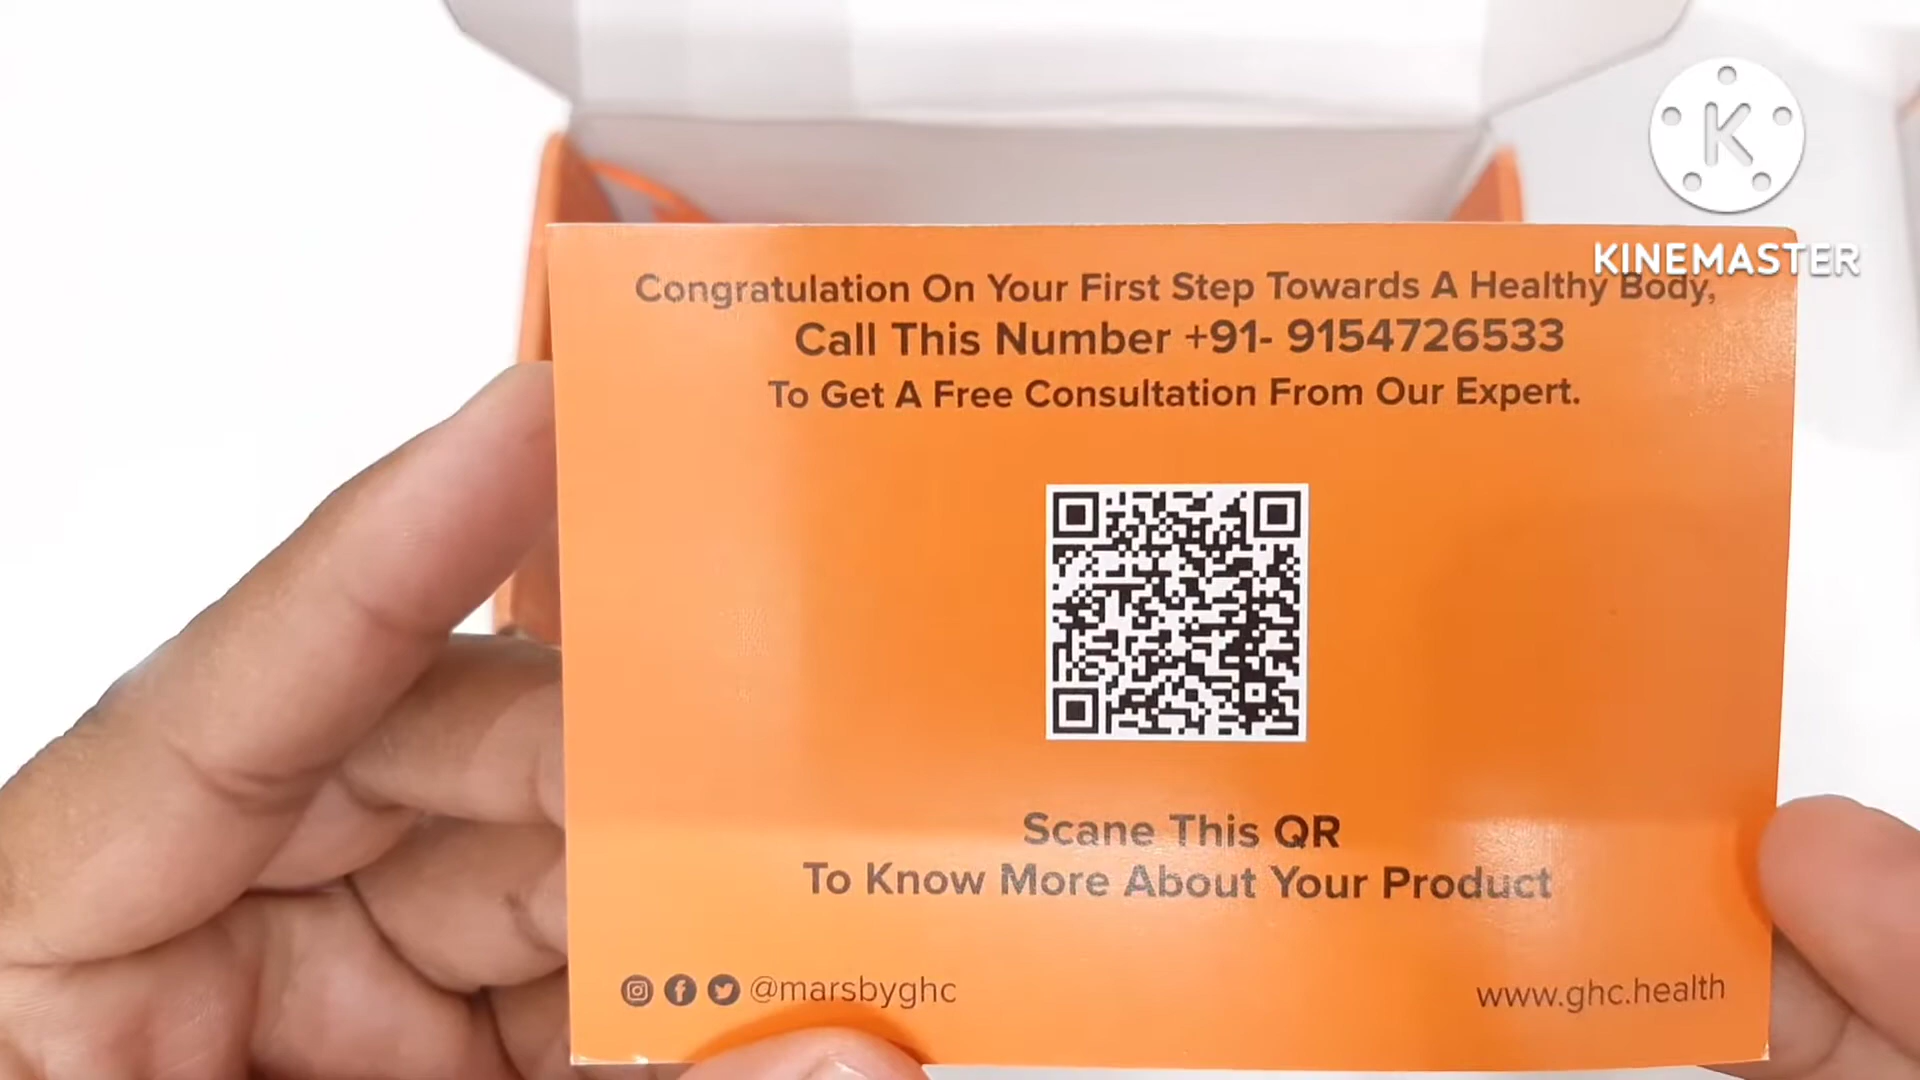 K
KINEMASTER
Congratulation On Your First Step Towards A Healthy Body,
Call This Number +91- 9154726533
To Get A Free Consultation From Our Expert.
Scane This QR
To Know More About Your Product
@marsbyghc
www.ghc.health